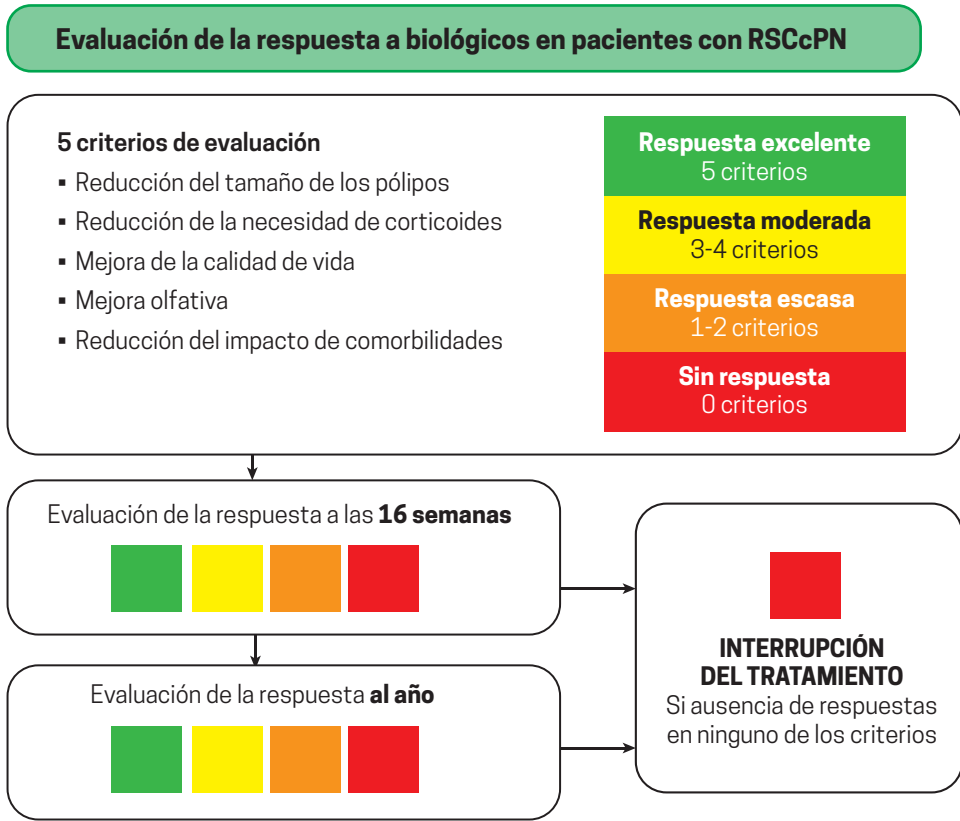 Evaluación de la respuesta a biológicos en pacientes con RSCcPN
5 criterios de evaluación
▪ Reducción del tamaño de los pólipos
▪ Reducción de la necesidad de corticoides
▪ Mejora de la calidad de vida
▪ Mejora olfativa
▪ Reducción del impacto de comorbilidades
Respuesta excelente
5 criterios
Respuesta moderada
3-4 criterios
Respuesta escasa
1-2 criterios
Sin respuesta
0 criterios
Evaluación de la respuesta a las 16 semanas
Evaluación de la respuesta al año
INTERRUPCIÓN
DEL TRATAMIENTO
Si ausencia de respuestas
en ninguno de los criterios